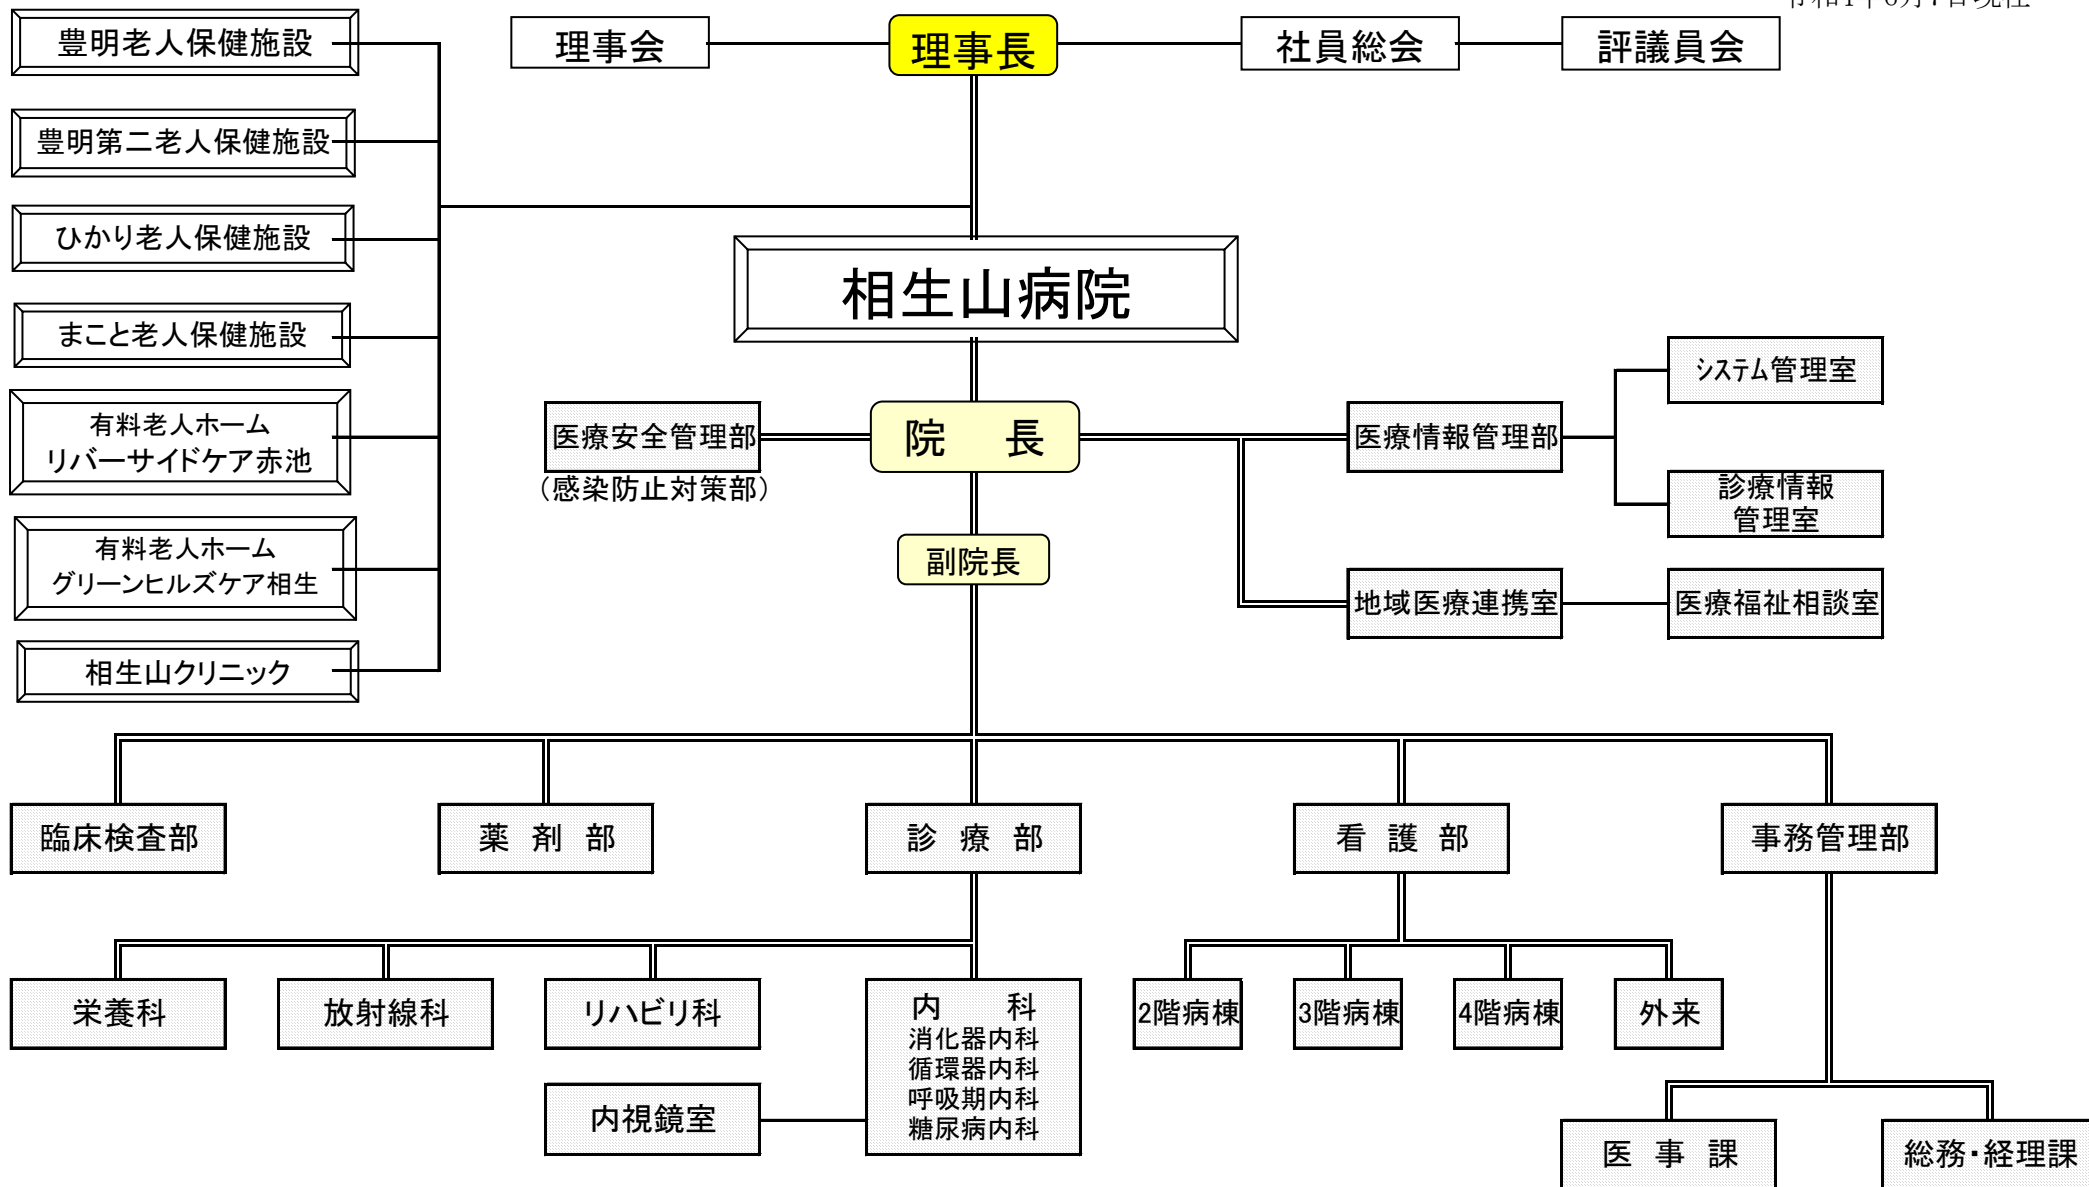 豊明老人保健施設
理事会
理事長
社員総会
評議員会
豊明第二老人保健施設
ひかり老人保健施設
まこと老人保健施設
有料老人ホーム
リバーサイドケア赤池
有料老人ホーム
グリーンヒルズケア相生
相生山クリニック
相生山病院
医療安全管理部
(感染防止対策部)
院 長
副院長
医療情報管理部
システム管理室
診療情報
管理室
地域医療連携室
医療福祉相談室
臨床検査部
薬 剤 部
診 療 部
看 護 部
事務管理部
栄養科
放射線科
リハビリ科
内 科
消化器内科
循環器内科
呼吸期内科
糖尿病内科
内視鏡室
2階病棟
3階病棟
4階病棟
外来
医 事 課
総務・経理課